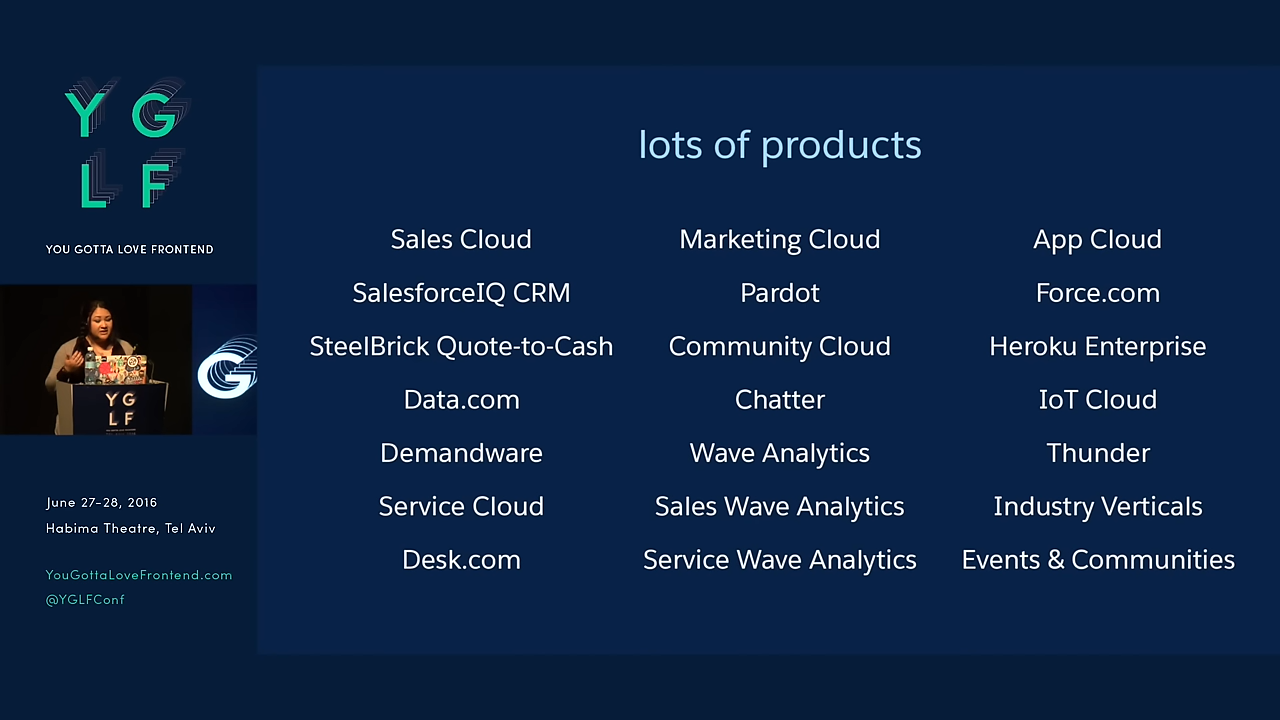 Y G
L F
YOU GOTTA LOVE FRONTEND
Y G
L F
G
June 27-28, 2016
Habima Theatre, Tel Aviv
YouGottaLoveFrontend.com
@YGLFConf
lots of products
Sales Cloud
SalesforceIQ CRM
SteelBrick Quote-to-Cash
Data.com
Demandware
Service Cloud
Desk.com
Marketing Cloud
Pardot
Community Cloud
Chatter
Wave Analytics
Sales Wave Analytics
Service Wave Analytics
App Cloud
Force.com
Heroku Enterprise
IoT Cloud
Thunder
Industry Verticals
Events & Communities